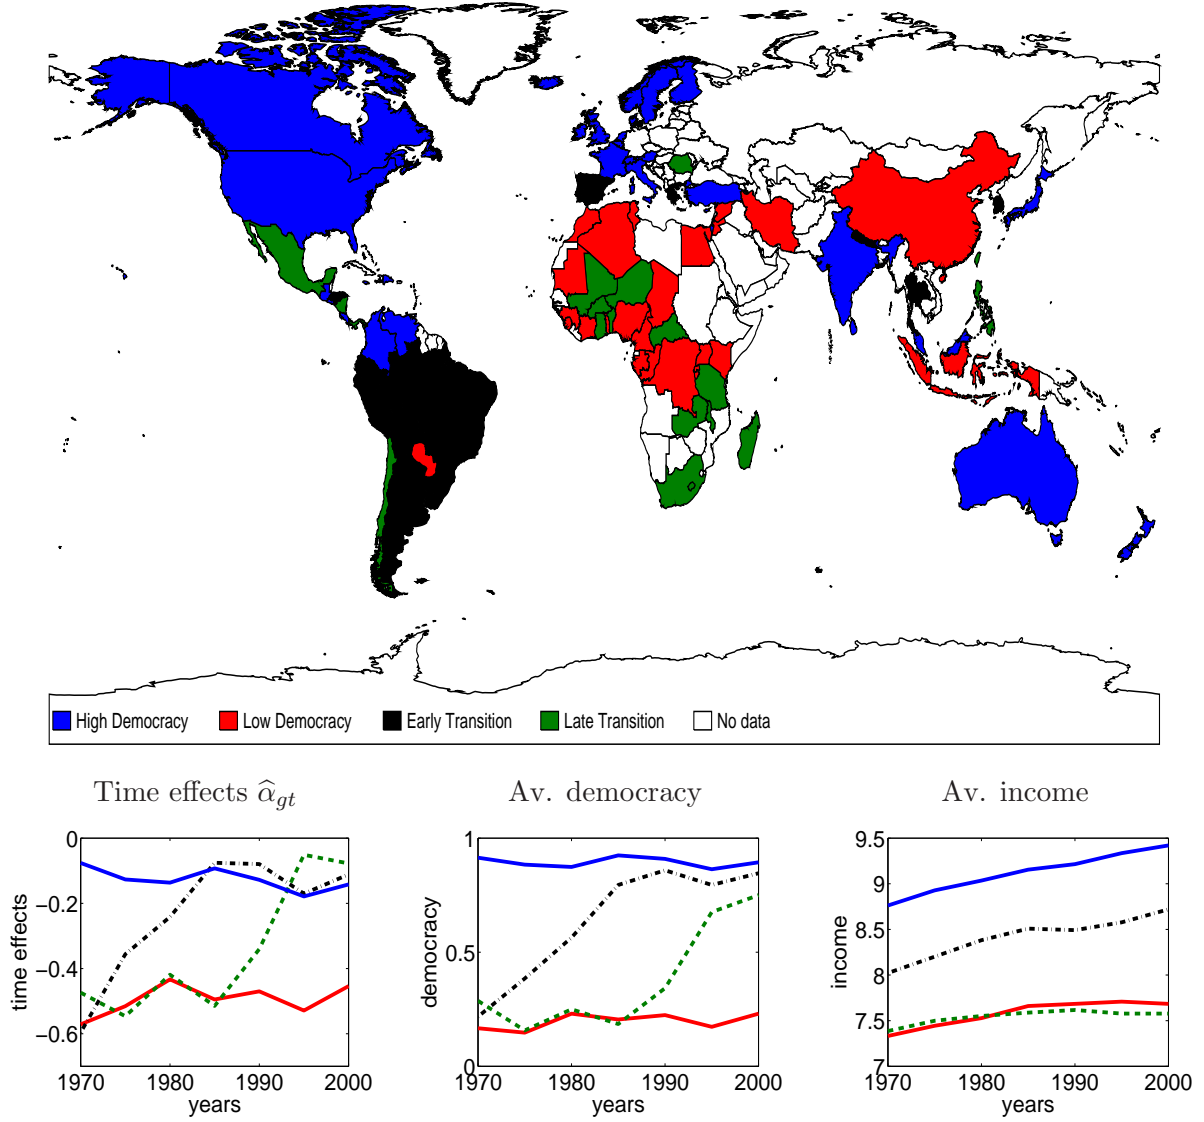 High Democracy Low Democracy Early Transition Late Transition No data
Time effects α̂gt
Av. democracy
Av. income
0
−0.2
−0.4
−0.6
time effects
1970 1980 1990 2000
years
1
0.5
0
democracy
1970 1980 1990 2000
years
9.5
9
8.5
8
7.5
7
income
1970 1980 1990 2000
years